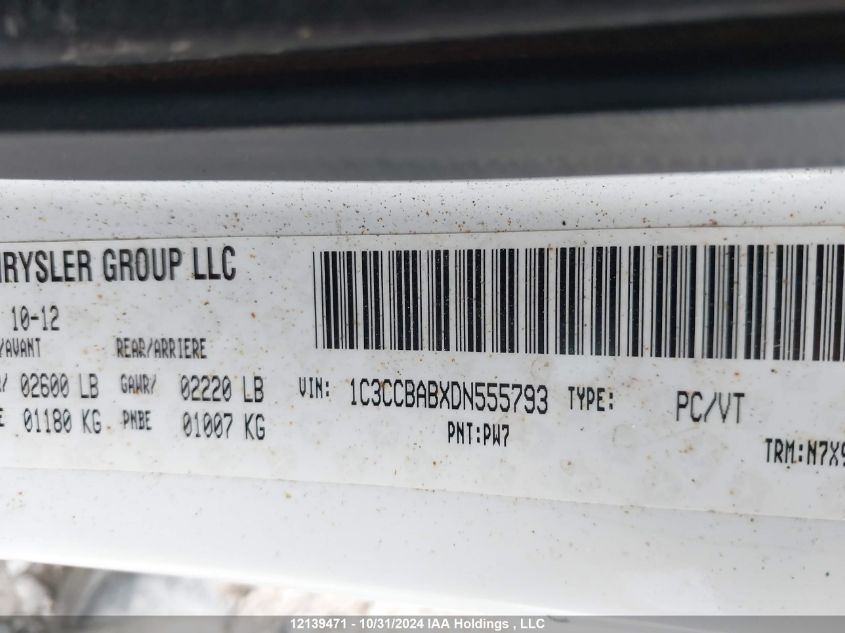 HRYSLER GROUP LLC
10-12
/AVANT REAR/ARRIERE
/ 02600 LB GAWR/ 02220 LB VIN: 1C3CCBABXDN555793 TYPE: PC/VT
E 01180 KG PNBE 01007 KG PNT:PW7
TRM:N7X9
12139471 - 10/31/2024 IAA Holdings , LLC